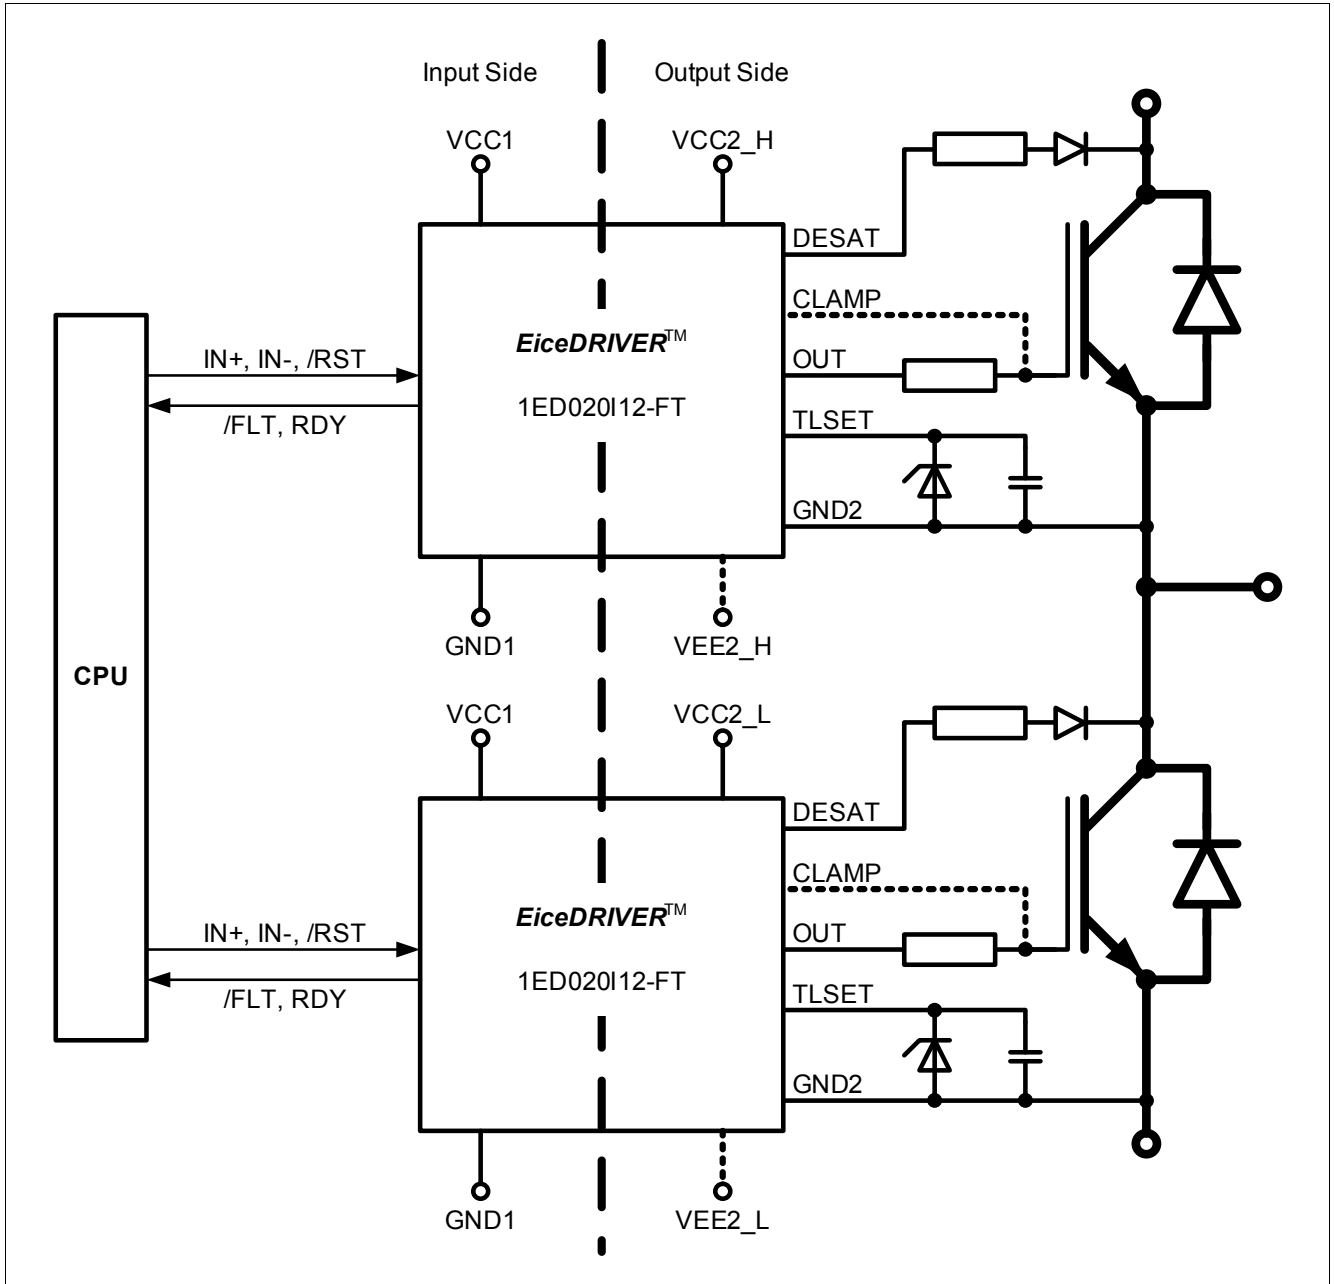 Input Side
Output Side
VCC1
VCC2_H
DESAT
CLAMP
EiceDRIVER™
OUT
IN+, IN-, /RST
1ED020I12-FT
/FLT, RDY
TLSET
GND2
GND1
VEE2_H
CPU
VCC1
VCC2_L
DESAT
CLAMP
EiceDRIVER™
OUT
IN+, IN-, /RST
1ED020I12-FT
/FLT, RDY
TLSET
GND2
GND1
VEE2_L